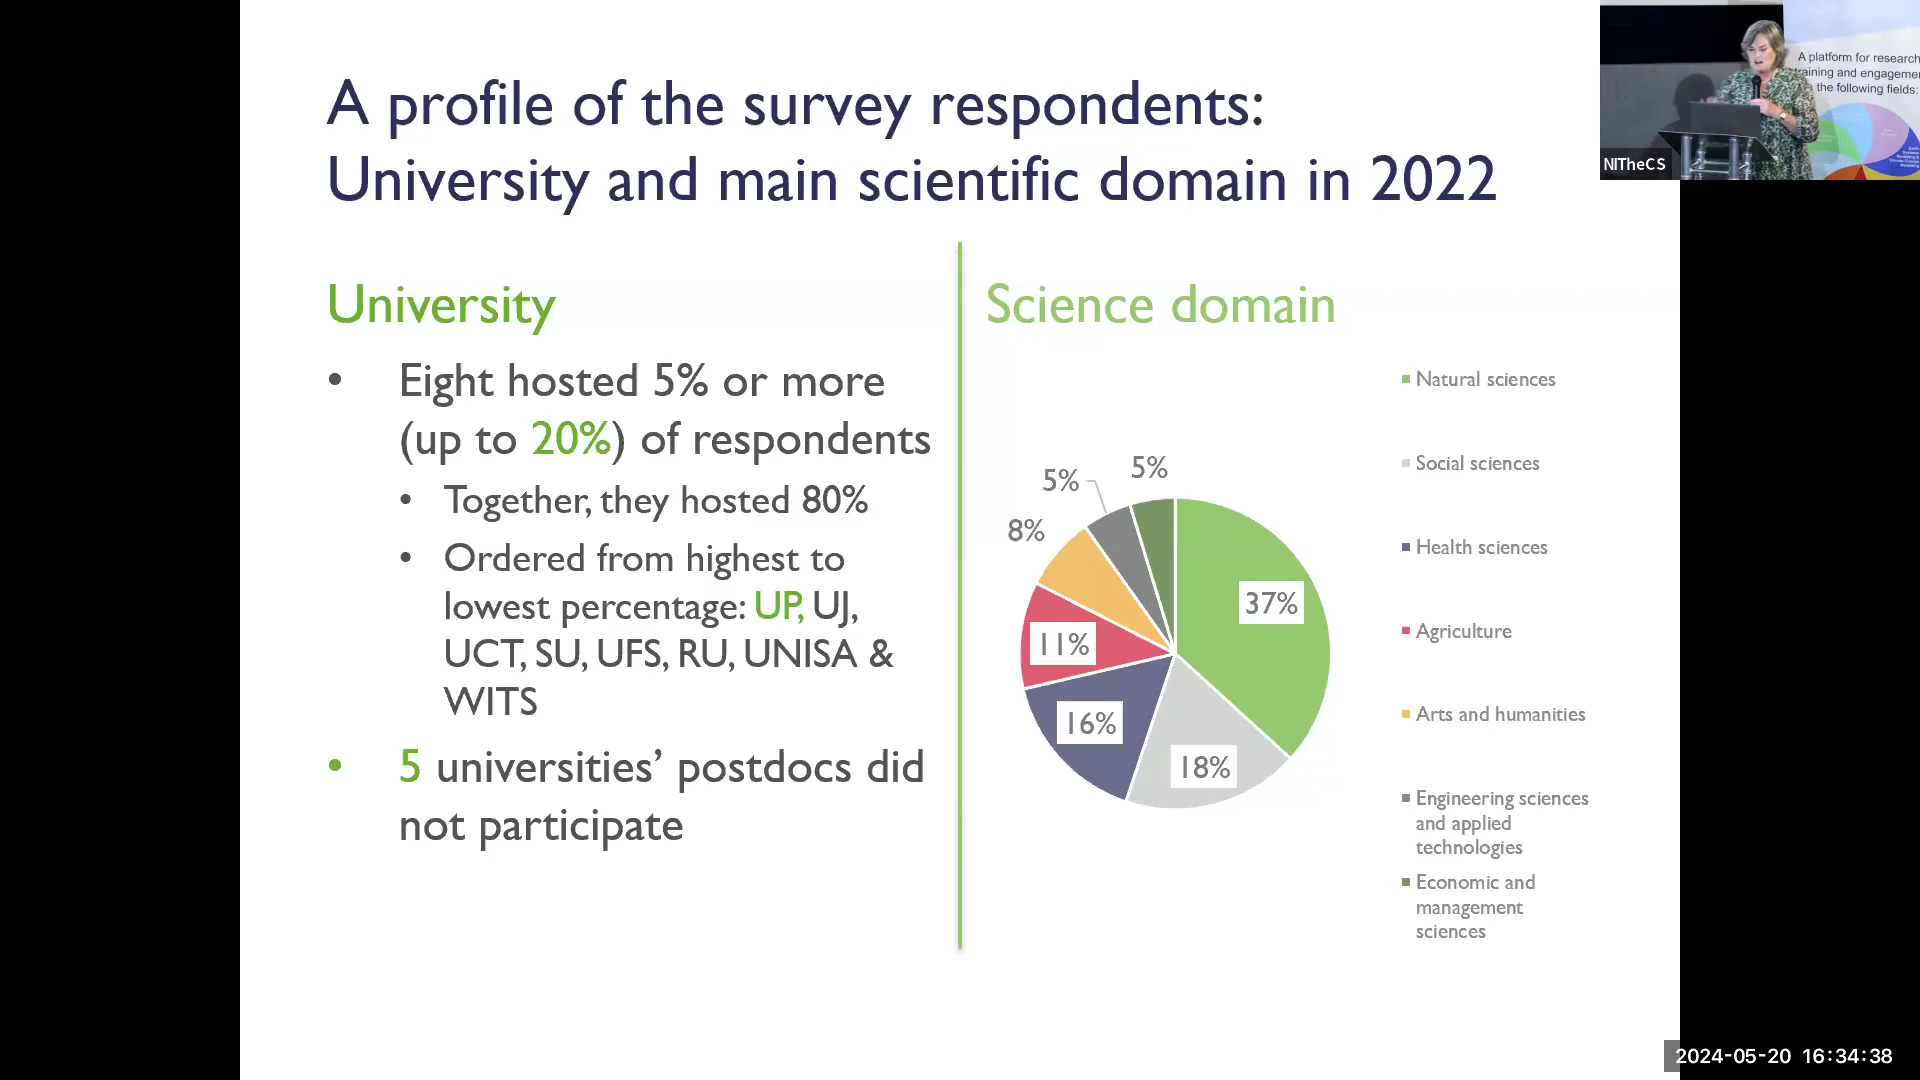 A profile of the survey respondents:
University and main scientific domain in 2022
University
• Eight hosted 5% or more
(up to 20%) of respondents
• Together, they hosted 80%
• Ordered from highest to
lowest percentage: UP, UJ,
UCT, SU, UFS, RU, UNISA &
WITS
• 5 universities’ postdocs did
not participate
Science domain
5%
5%
8%
37%
11%
16%
18%
Natural sciences
Social sciences
Health sciences
Agriculture
Arts and humanities
Engineering sciences
and applied
technologies
Economic and
management
sciences
A platform for research
training and engagemen
the following fields:
NITheCS
2024-05-20 16:34:38